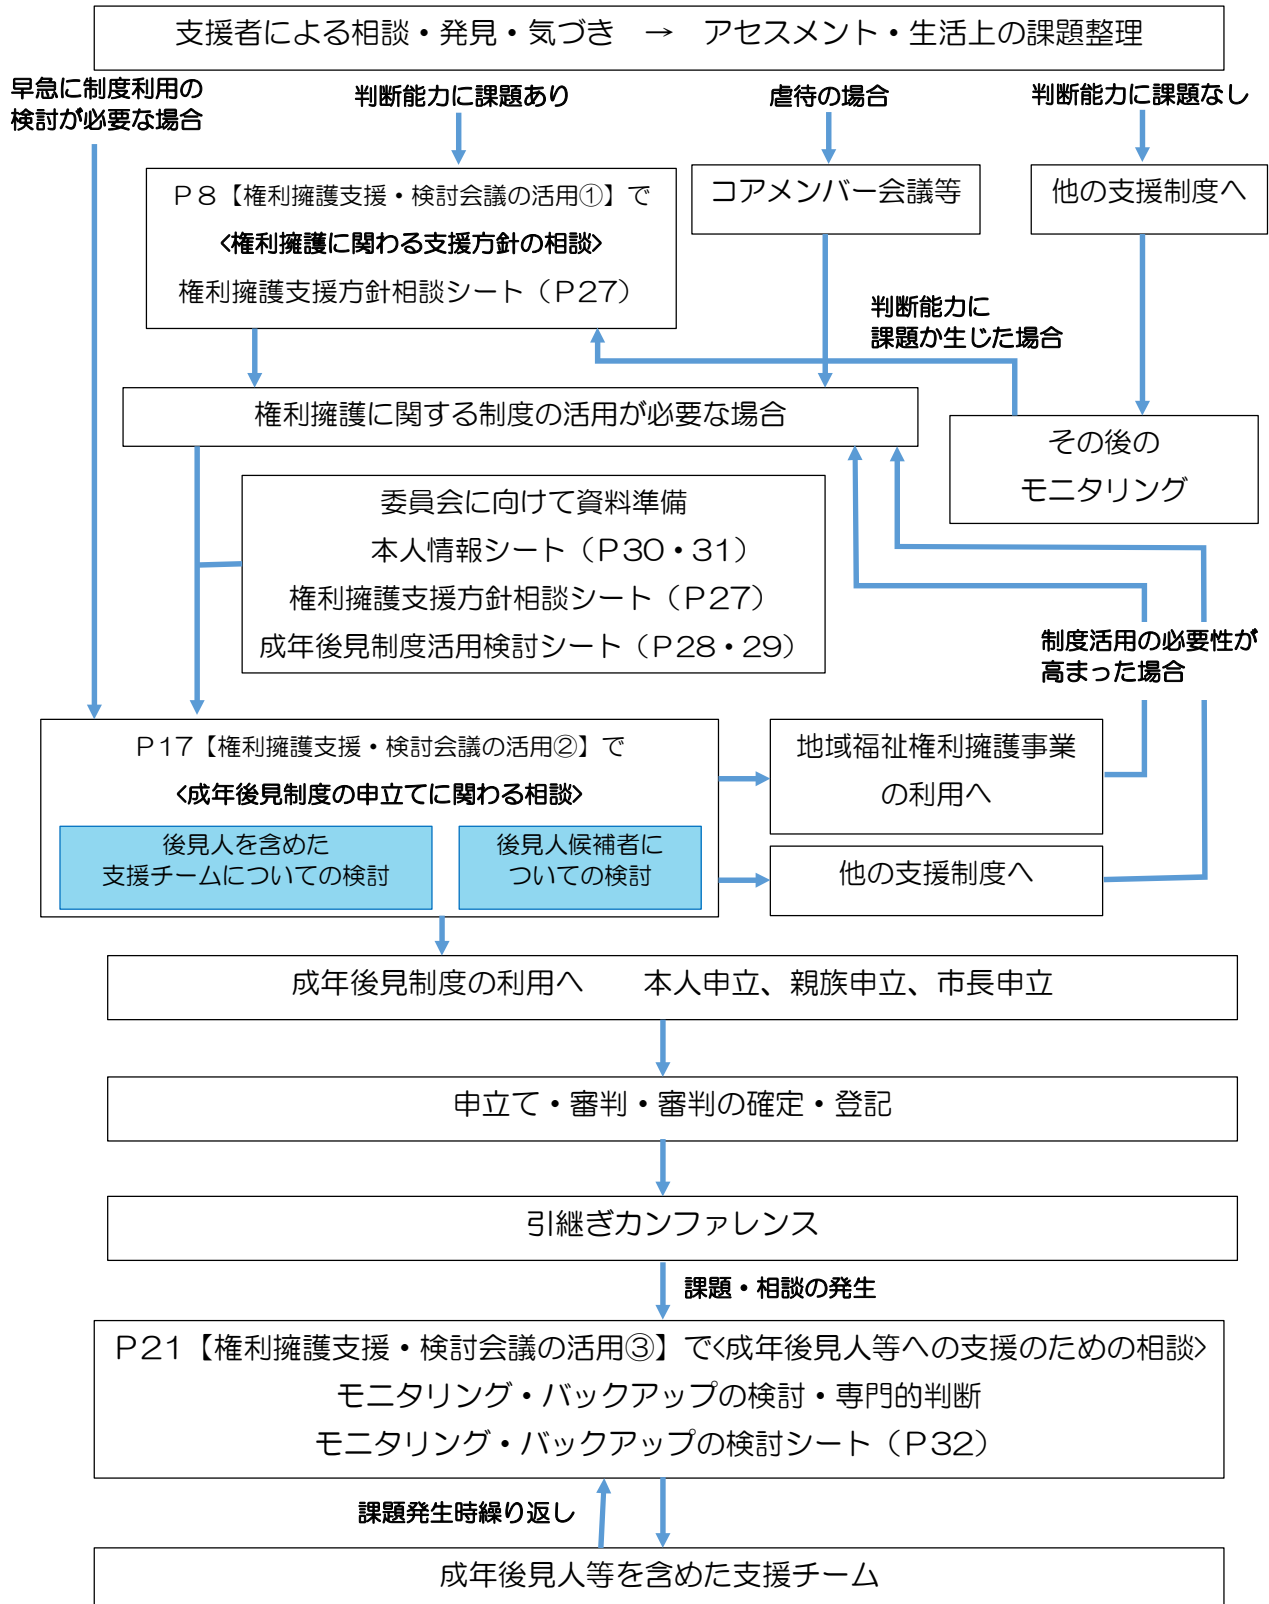 支援者による相談・発見・気づき　→　アセスメント・生活上の課題整理
早急に制度利用の
検討が必要な場合
判断能力に課題あり
虐待の場合
判断能力に課題なし
Ｐ８【権利擁護支援・検討会議の活用①】で
<権利擁護に関わる支援方針の相談>
権利擁護支援方針相談シート（Ｐ27）
コアメンバー会議等
他の支援制度へ
判断能力に
課題か生じた場合
権利擁護に関する制度の活用が必要な場合
その後の
モニタリング
委員会に向けて資料準備
本人情報シート（Ｐ30・31）
権利擁護支援方針相談シート（Ｐ27）
成年後見制度活用検討シート（Ｐ28・29）
制度活用の必要性が
高まった場合
Ｐ17【権利擁護支援・検討会議の活用②】で
<成年後見制度の申立てに関わる相談>
後見人を含めた
支援チームについての検討
後見人候補者に
ついての検討
地域福祉権利擁護事業
の利用へ
他の支援制度へ
成年後見制度の利用へ　　本人申立、親族申立、市長申立
申立て・審判・審判の確定・登記
引継ぎカンファレンス
課題・相談の発生
Ｐ21【権利擁護支援・検討会議の活用③】で<成年後見人等への支援のための相談>
モニタリング・バックアップの検討・専門的判断
モニタリング・バックアップの検討シート（Ｐ32）
課題発生時繰り返し
成年後見人等を含めた支援チーム